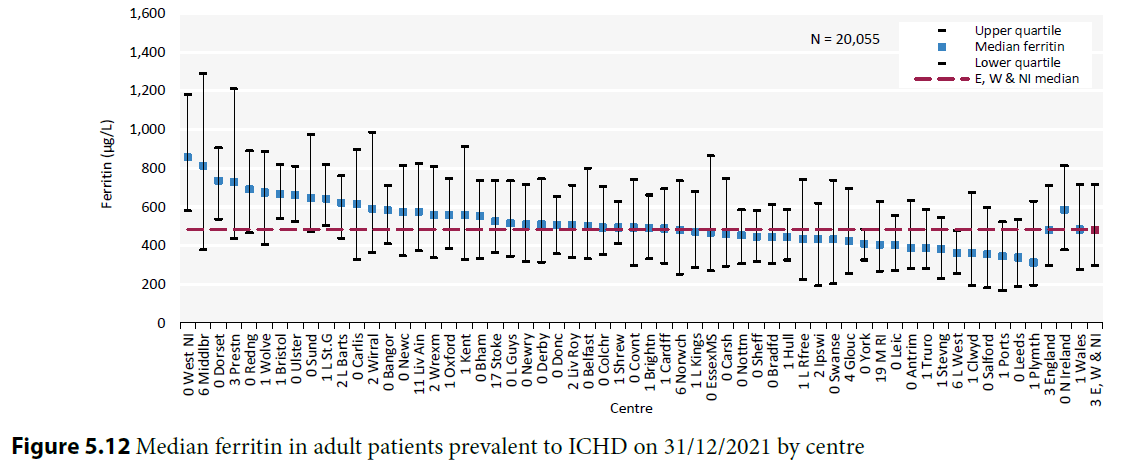 1,600
1,400
1,200
1,000
800
600
400
200
0
Ferritin (µg/L)
N = 20,055
Upper quartile
Median ferritin
Lower quartile
E, W & NI median
0 West NI
6 Middlbr
0 Dorset
3 Prestn
0 Redng
1 Wolve
1 Bristol
0 Ulster
0 Sund
1 St.G
2 L Barts
0 Carlis
2 Wirral
0 Bangor
0 Newc
11 Liv Ain
2 Wrexm
1 Oxford
1 Kent
0 Bham
17 Stoke
0 L Guys
0 Newry
0 Derby
0 Donc
2 Liv Roy
0 Belfast
0 Colchr
1 Shrew
0 Covnt
1 Brightn
1 Cardff
6 Norwch
1 L Kings
0 EssexMS
0 Carsh
0 Nottm
0 Sheff
0 Bradfd
1 Hull
1 L Rfree
2 Ipswi
0 Swanse
4 Glouc
0 York
19 M RI
0 Leic
0 Antrim
1 Truro
1 Stevng
6 L West
1 Clwyd
0 Salford
1 Ports
0 Leeds
1 Plymth
3 England
0 N Ireland
1 Wales
3 E, W & NI
Centre
Figure 5.12 Median ferritin in adult patients prevalent to ICHD on 31/12/2021 by centre